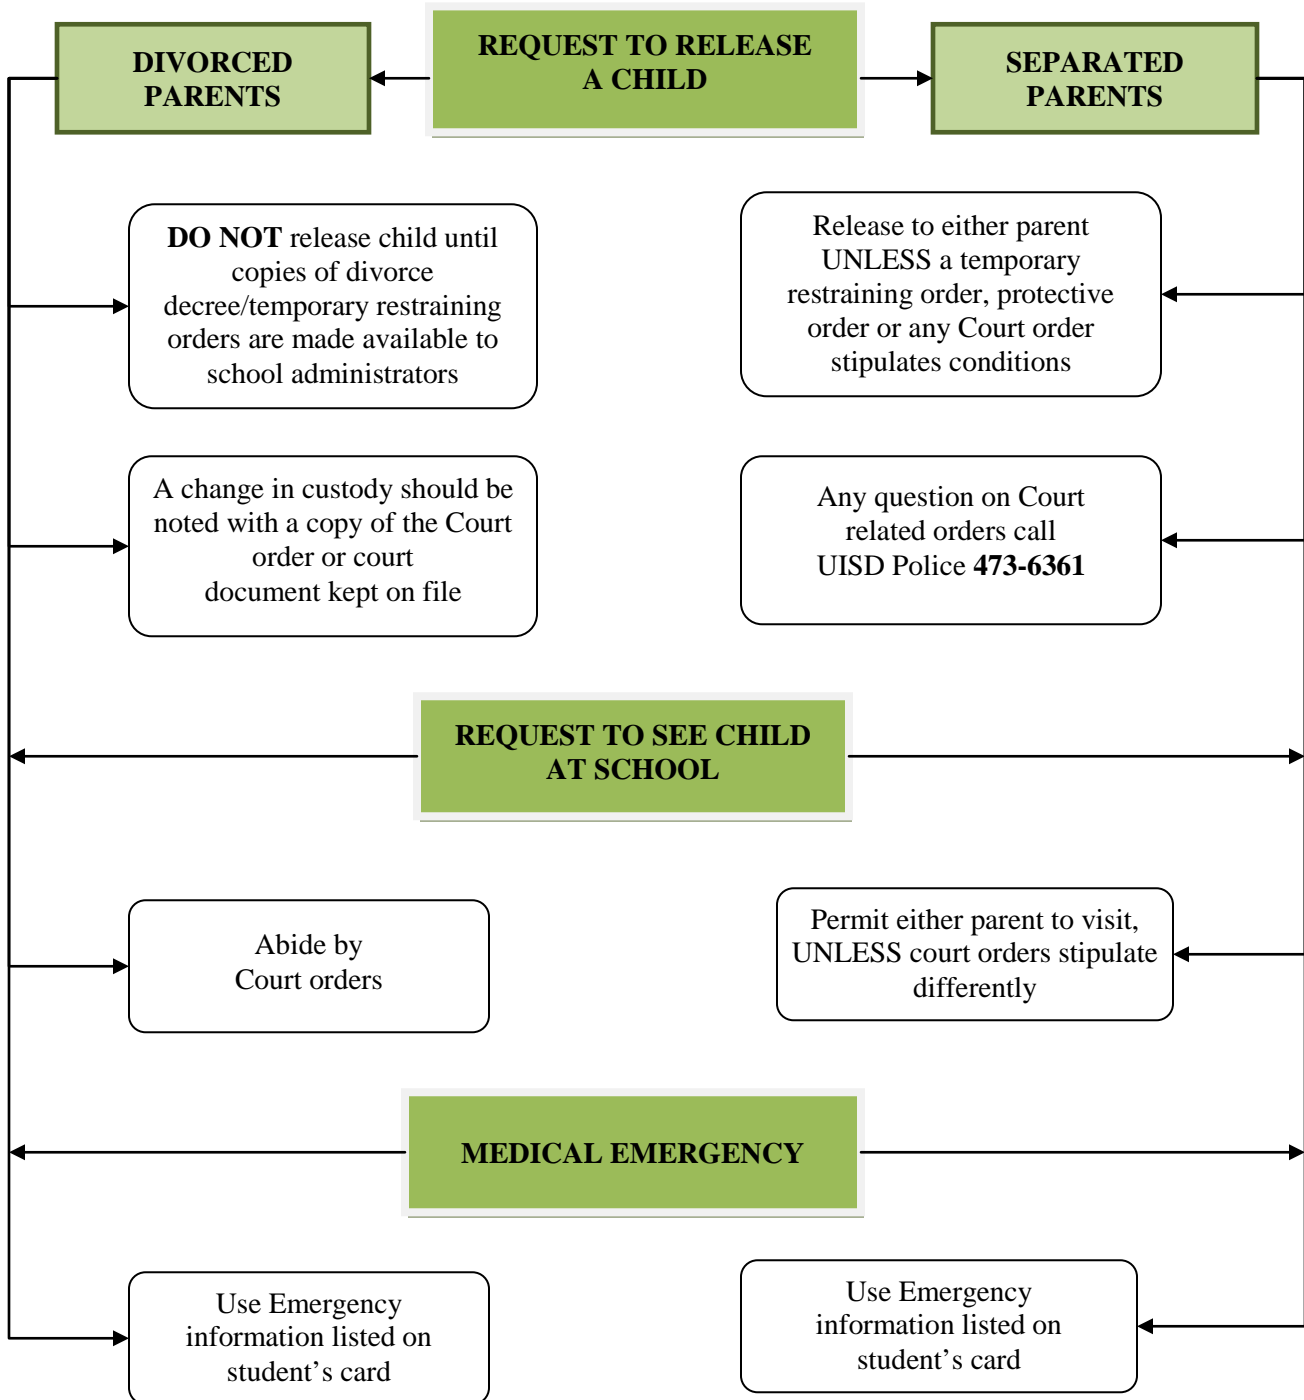 REQUEST TO RELEASE
A CHILD
DIVORCED
PARENTS
SEPARATED
PARENTS
DO NOT release child until
copies of divorce
decree/temporary restraining
orders are made available to
school administrators
Release to either parent
UNLESS a temporary
restraining order, protective
order or any Court order
stipulates conditions
A change in custody should be
noted with a copy of the Court
order or court
document kept on file
Any question on Court
related orders call
UISD Police 473-6361
REQUEST TO SEE CHILD
AT SCHOOL
Abide by
Court orders
Permit either parent to visit,
UNLESS court orders stipulate
differently
MEDICAL EMERGENCY
Use Emergency
information listed on
student’s card
Use Emergency
information listed on
student’s card